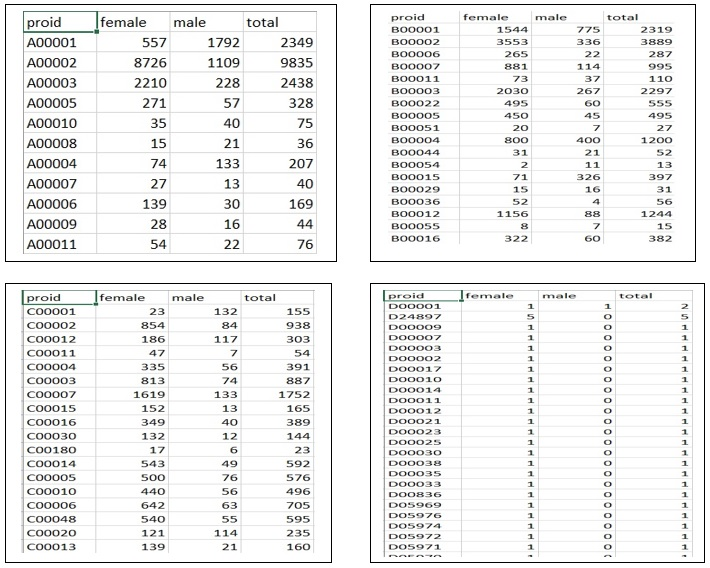 proid female male total
A00001 557 1792 2349
A00002 8726 1109 9835
A00003 2210 228 2438
A00005 271 57 328
A00010 35 40 75
A00008 15 21 36
A00004 74 133 207
A00007 27 13 40
A00006 139 30 169
A00009 28 16 44
A00011 54 22 76
proid female male total
B00001 1544 775 2319
B00002 3553 336 3889
B00006 265 22 287
B00007 881 114 995
B00011 73 37 110
B00003 2030 267 2297
B00022 495 60 555
B00005 450 45 495
B00051 20 7 27
B00004 800 400 1200
B00044 31 21 52
B00054 2 11 13
B00015 71 326 397
B00029 15 16 31
B00036 52 4 56
B00012 1156 88 1244
B00055 8 7 15
B00016 322 60 382
proid female male total
C00001 23 132 155
C00002 854 84 938
C00012 186 117 303
C00011 47 7 54
C00004 335 56 391
C00003 813 74 887
C00007 1619 133 1752
C00015 152 13 165
C00016 349 40 389
C00030 132 12 144
C00180 17 6 23
C00014 543 49 592
C00005 500 76 576
C00010 440 56 496
C00006 642 63 705
C00048 540 55 595
C00020 121 114 235
C00013 139 21 160
proid female male total
D00001 1 1 2
D24897 5 0 5
D00009 1 0 1
D00007 1 0 1
D00003 1 0 1
D00002 1 0 1
D00017 1 0 1
D00010 1 0 1
D00014 1 0 1
D00011 1 0 1
D00012 1 0 1
D00021 1 0 1
D00023 1 0 1
D00025 1 0 1
D00030 1 0 1
D00038 1 0 1
D00035 1 0 1
D00033 1 0 1
D00836 1 0 1
D05969 1 0 1
D05976 1 0 1
D05974 1 0 1
D05972 1 0 1
D05971 1 0 1